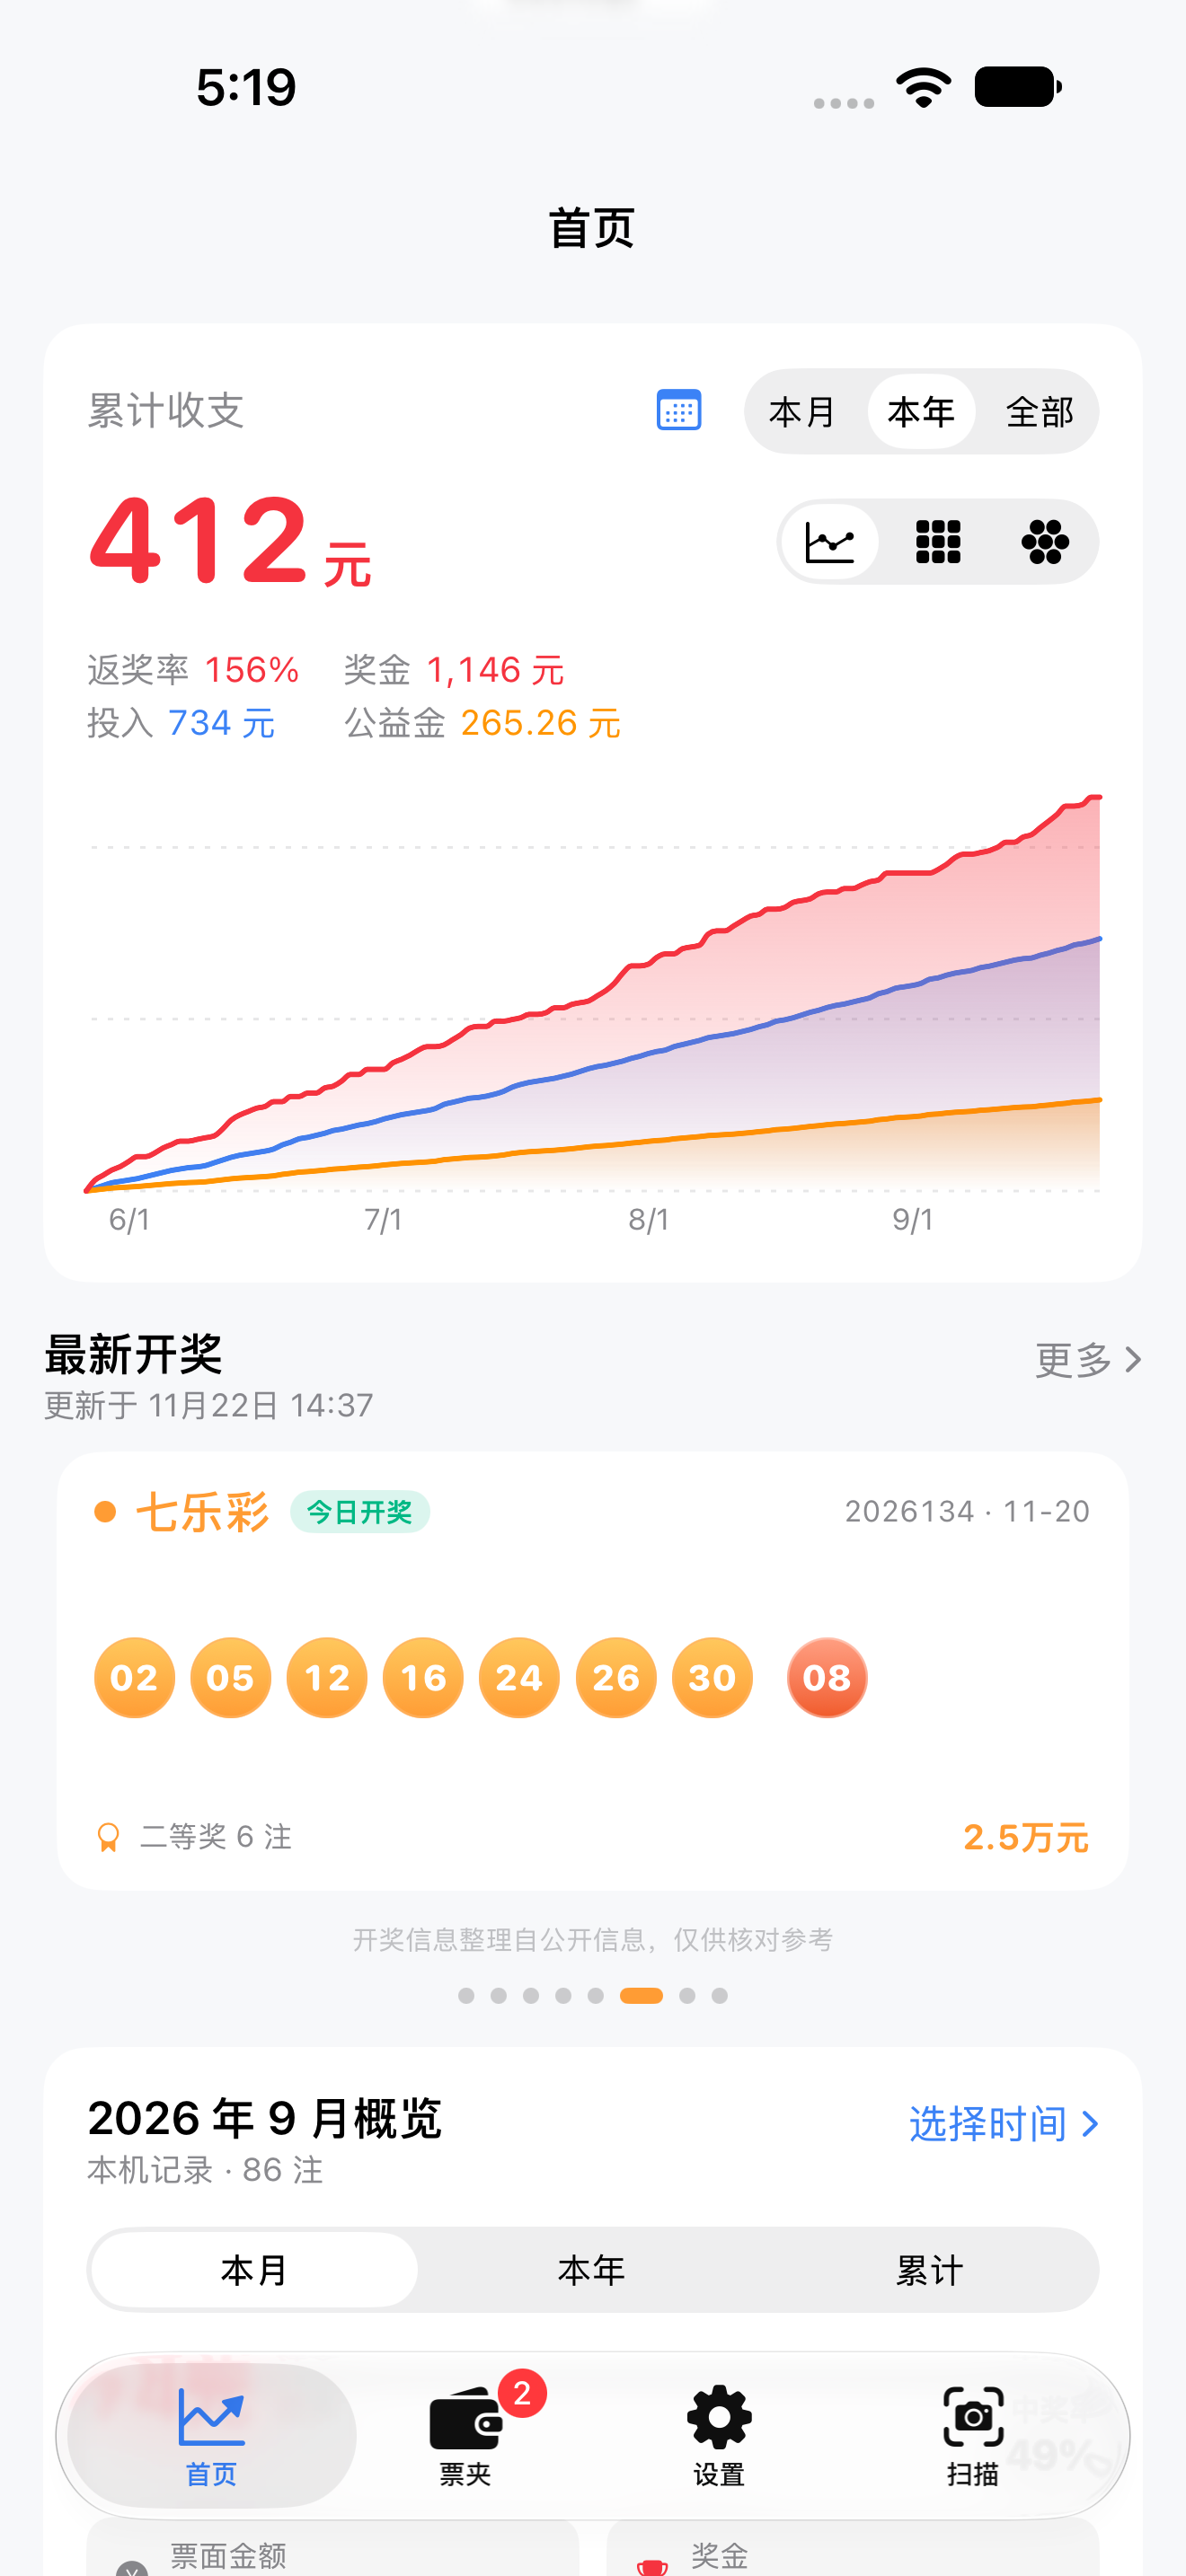 5:19
首页
累计收支
本月 本年 全部
412 元
返奖率 156% 奖金 1,146 元
投入 734 元 公益金 265.26 元
6/1 7/1 8/1 9/1
最新开奖
更多
更新于 11月22日 14:37
七乐彩 今日开奖 2026134 · 11-20
02 05 12 16 24 26 30 08
二等奖 6 注 2.5万元
开奖信息整理自公开信息，仅供核对参考
2026 年 9 月概览
选择时间
本机记录 · 86 注
本月 本年 累计
2
中奖率
49%
首页 票夹 设置 扫描
票面金额 奖金